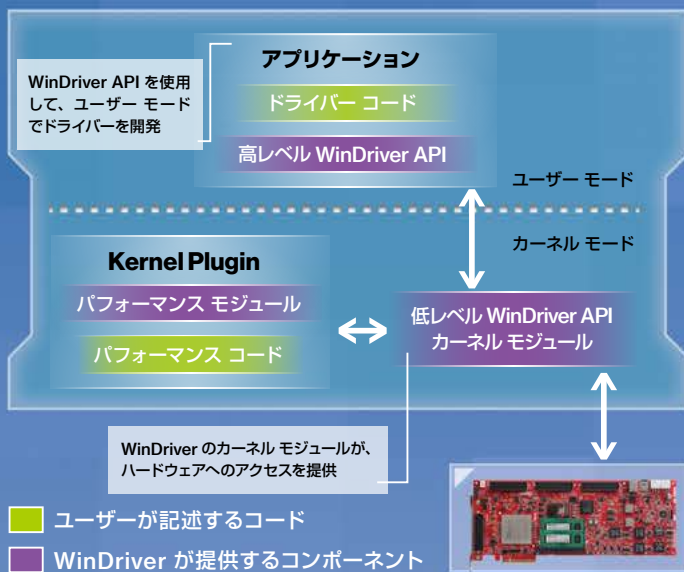 WinDriver API を使用
して、ユーザー モード
でドライバーを開発
アプリケーション
ドライバー コード
高レベル WinDriver API
ユーザー モード
カーネル モード
Kernel Plugin
パフォーマンス モジュール
パフォーマンス コード
低レベル WinDriver API
カーネル モジュール
WinDriver のカーネル モジュールが、
ハードウェアへのアクセスを提供
ユーザーが記述するコード
WinDriver が提供するコンポーネント